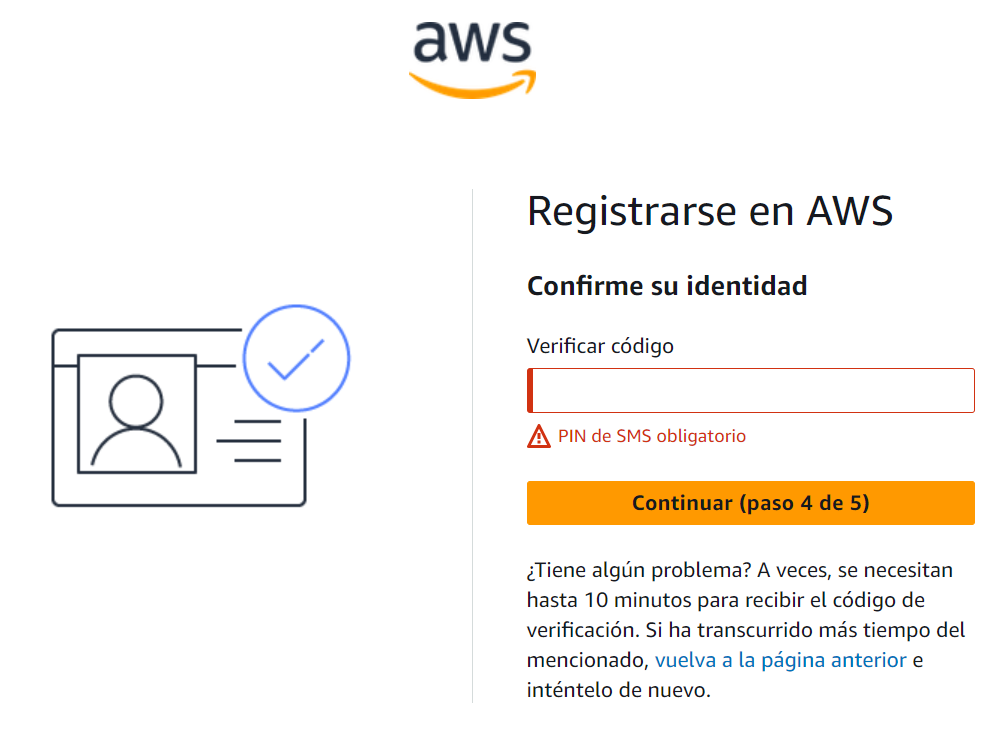 aws
Registrarse en AWS
Confirme su identidad
Verificar código
PIN de SMS obligatorio
Continuar (paso 4 de 5)
¿Tiene algún problema? A veces, se necesitan
hasta 10 minutos para recibir el código de
verificación. Si ha transcurrido más tiempo del
mencionado, vuelva a la página anterior e
inténtelo de nuevo.